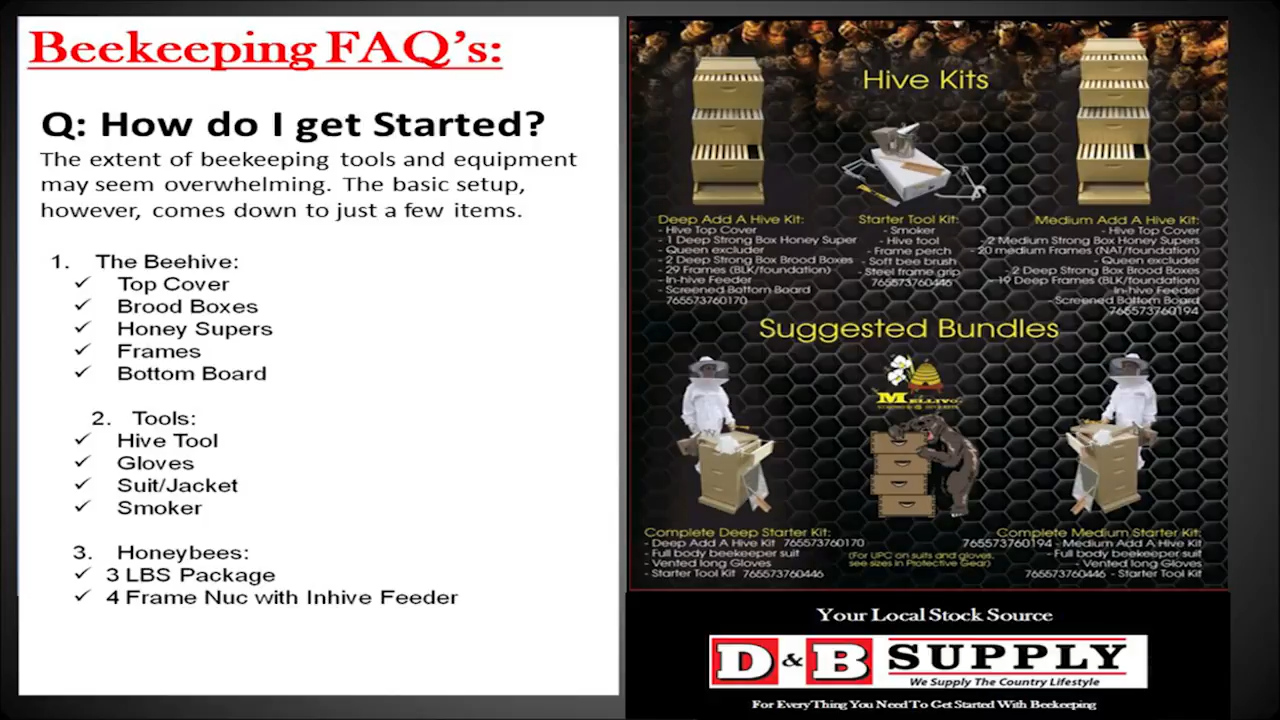 Beekeeping FAQ's:
Q: How do I get Started?
The extent of beekeeping tools and equipment
may seem overwhelming. The basic setup,
however, comes down to just a few items.
1. The Beehive:
✓ Top Cover
✓ Brood Boxes
✓ Honey Supers
✓ Frames
✓ Bottom Board
2. Tools:
✓ Hive Tool
✓ Gloves
✓ Suit/Jacket
✓ Smoker
3. Honeybees:
✓ 3 LBS Package
✓ 4 Frame Nuc with Inhive Feeder
Hive Kits
Deep Add A Hive Kit:
- Hive Top Cover
- 1 Deep Strong Box Honey Super
- Queen excluder
- 2 Deep Strong Box Brood Boxes
- 29 Frames (BLK/foundation)
- In-hive Feeder
- Screened Bottom Board
765573760170
Starter Tool Kit:
- Smoker
- Hive tool
- Frame perch
- Soft bee brush
- Steel frame grip
765573760446
Medium Add A Hive Kit:
- Hive Top Cover
- 2 Medium Strong Box Honey Supers
- 20 medium Frames (NAT/foundation)
- Queen excluder
- 2 Deep Strong Box Brood Boxes
- 19 Deep Frames (BLK/foundation)
In-hive Feeder
- Screened Bottom Board
765573760194
Suggested Bundles
MELLIVO
Complete Deep Starter Kit:
- Deep Add A Hive Kit 765573760170
- Full body beekeeper suit
- Vented long Gloves
- Starter Tool Kit 765573760446
(For UPC on suits and gloves,
see sizes in Protective Gear)
Complete Medium Starter Kit:
765573760194 - Medium Add A Hive Kit
- Full body beekeeper suit
- Vented long Gloves
765573760446 - Starter Tool Kit
Your Local Stock Source
D & B SUPPLY
We Supply The Country Lifestyle
For Every Thing You Need To Get Started With Beekeeping